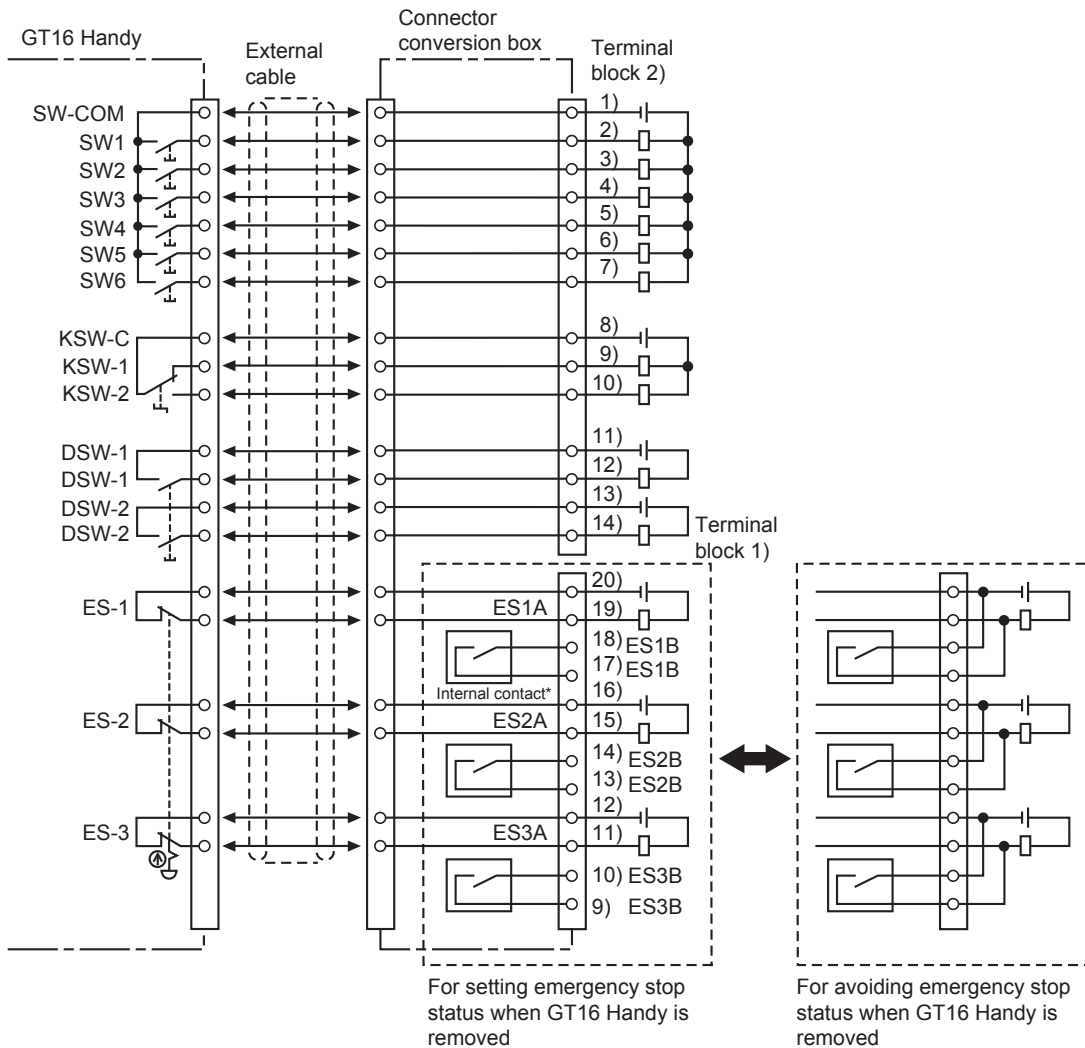 GT16 Handy
External
cable
Connector
conversion box
Terminal
block 2)
SW-COM
SW1
SW2
SW3
SW4
SW5
SW6
1)
2)
3)
4)
5)
6)
7)
KSW-C
KSW-1
KSW-2
8)
9)
10)
DSW-1
DSW-1
DSW-2
DSW-2
11)
12)
13)
14)
Terminal
block 1)
ES-1
ES1A
20)
19)
18) ES1B
17) ES1B
Internal contact*
ES-2
ES2A
16)
15)
14) ES2B
13) ES2B
ES-3
ES3A
12)
11)
10) ES3B
9) ES3B
For setting emergency stop
status when GT16 Handy is
removed
For avoiding emergency stop
status when GT16 Handy is
removed